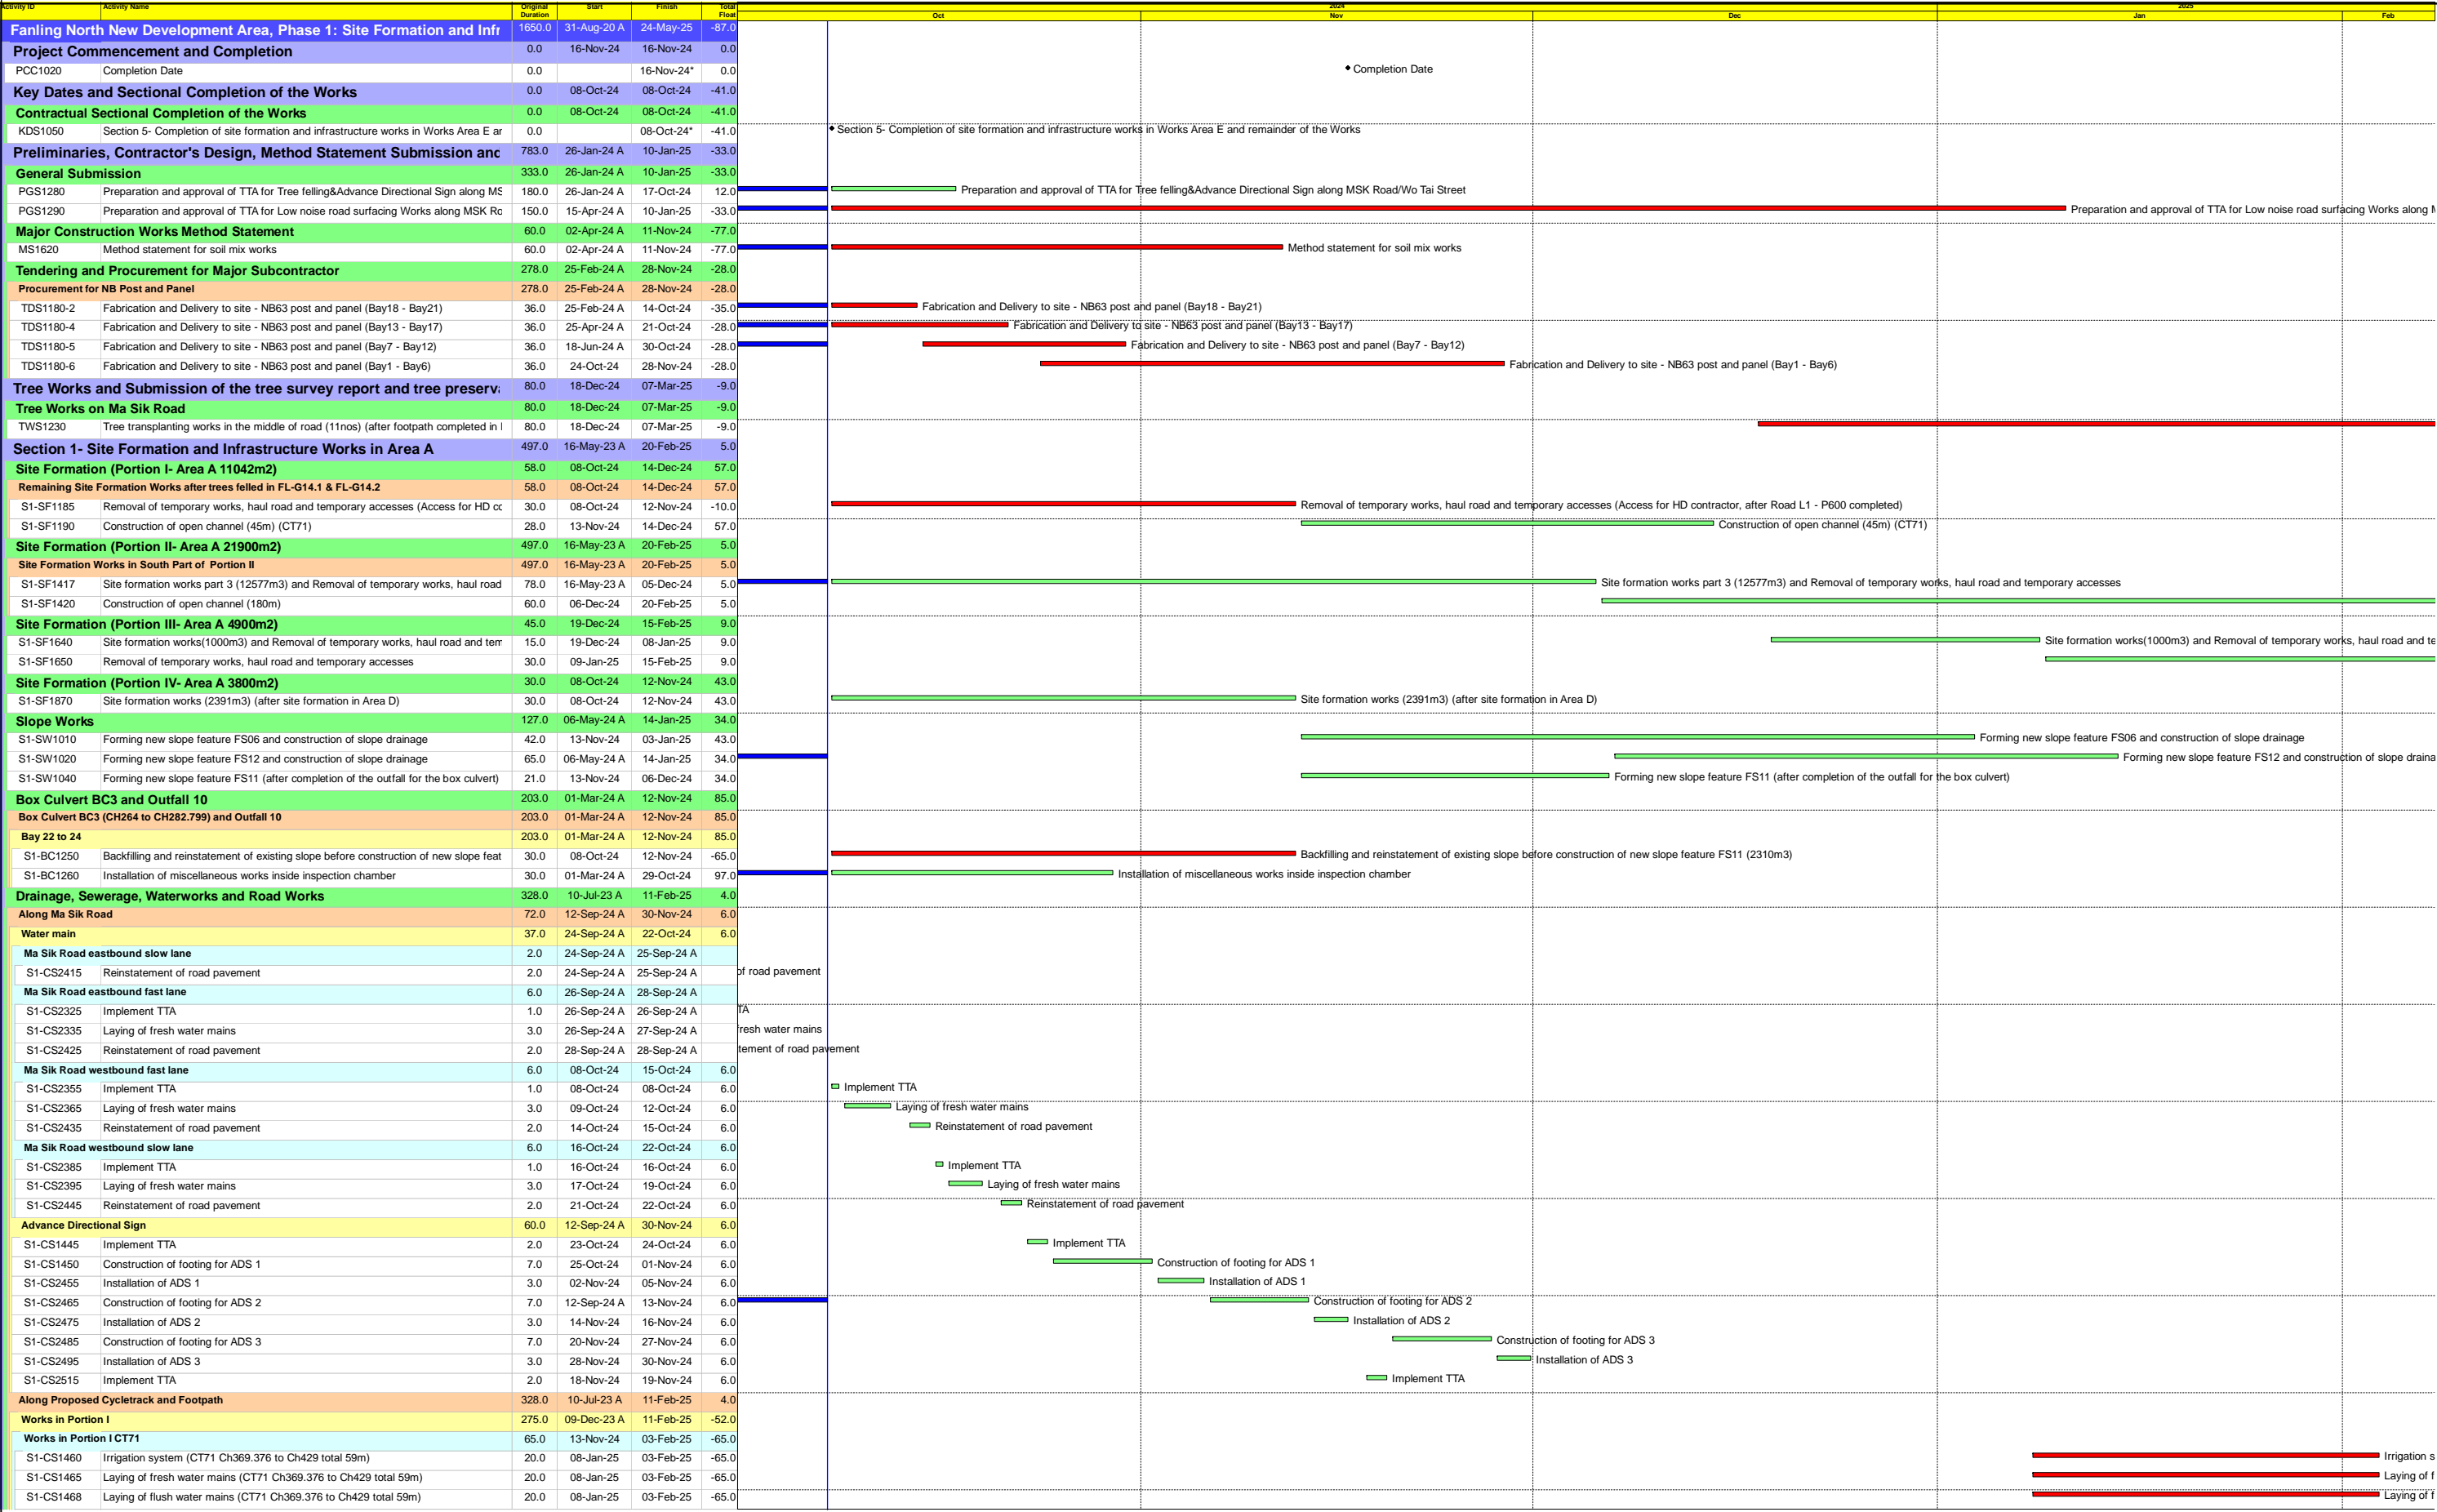 Activity ID Activity Name Original Duration Start Finish Total Float 2024 2025
Oct Nov Dec Jan Feb
Fanling North New Development Area, Phase 1: Site Formation and Infr 1650.0 31-Aug-20 A 24-May-25 -87.0
Project Commencement and Completion 0.0 16-Nov-24 16-Nov-24 0.0
PCC1020 Completion Date 0.0 16-Nov-24* 0.0 Completion Date
Key Dates and Sectional Completion of the Works 0.0 08-Oct-24 08-Oct-24 -41.0
Contractual Sectional Completion of the Works 0.0 08-Oct-24 08-Oct-24 -41.0
KDS1050 Section 5- Completion of site formation and infrastructure works in Works Area E ar 0.0 08-Oct-24* -41.0 Section 5- Completion of site formation and infrastructure works in Works Area E and remainder of the Works
Preliminaries, Contractor's Design, Method Statement Submission and 783.0 26-Jan-24 A 10-Jan-25 -33.0
General Submission 333.0 26-Jan-24 A 10-Jan-25 -33.0
PGS1280 Preparation and approval of TTA for Tree felling&Advance Directional Sign along MS 180.0 26-Jan-24 A 17-Oct-24 12.0 Preparation and approval of TTA for Tree felling&Advance Directional Sign along MSK Road/Wo Tai Street
PGS1290 Preparation and approval of TTA for Low noise road surfacing Works along MSK Ro 150.0 15-Apr-24 A 10-Jan-25 -33.0 Preparation and approval of TTA for Low noise road surfacing Works along M
Major Construction Works Method Statement 60.0 02-Apr-24 A 11-Nov-24 -77.0
MS1620 Method statement for soil mix works 60.0 02-Apr-24 A 11-Nov-24 -77.0 Method statement for soil mix works
Tendering and Procurement for Major Subcontractor 278.0 25-Feb-24 A 28-Nov-24 -28.0
Procurement for NB Post and Panel 278.0 25-Feb-24 A 28-Nov-24 -28.0
TDS1180-2 Fabrication and Delivery to site - NB63 post and panel (Bay18 - Bay21) 36.0 25-Feb-24 A 14-Oct-24 -35.0 Fabrication and Delivery to site - NB63 post and panel (Bay18 - Bay21)
TDS1180-4 Fabrication and Delivery to site - NB63 post and panel (Bay13 - Bay17) 36.0 25-Apr-24 A 21-Oct-24 -28.0 Fabrication and Delivery to site - NB63 post and panel (Bay13 - Bay17)
TDS1180-5 Fabrication and Delivery to site - NB63 post and panel (Bay7 - Bay12) 36.0 18-Jun-24 A 30-Oct-24 -28.0 Fabrication and Delivery to site - NB63 post and panel (Bay7 - Bay12)
TDS1180-6 Fabrication and Delivery to site - NB63 post and panel (Bay1 - Bay6) 36.0 24-Oct-24 28-Nov-24 -28.0 Fabrication and Delivery to site - NB63 post and panel (Bay1 - Bay6)
Tree Works and Submission of the tree survey report and tree preserva 80.0 18-Dec-24 07-Mar-25 -9.0
Tree Works on Ma Sik Road 80.0 18-Dec-24 07-Mar-25 -9.0
TWS1230 Tree transplanting works in the middle of road (11nos) (after footpath completed in I 80.0 18-Dec-24 07-Mar-25 -9.0
Section 1- Site Formation and Infrastructure Works in Area A 497.0 16-May-23 A 20-Feb-25 5.0
Site Formation (Portion I- Area A 11042m2) 58.0 08-Oct-24 14-Dec-24 57.0
Remaining Site Formation Works after trees felled in FL-G14.1 & FL-G14.2 58.0 08-Oct-24 14-Dec-24 57.0
S1-SF1185 Removal of temporary works, haul road and temporary accesses (Access for HD cc 30.0 08-Oct-24 12-Nov-24 -10.0 Removal of temporary works, haul road and temporary accesses (Access for HD contractor, after Road L1 - P600 completed)
S1-SF1190 Construction of open channel (45m) (CT71) 28.0 13-Nov-24 14-Dec-24 57.0 Construction of open channel (45m) (CT71)
Site Formation (Portion II- Area A 21900m2) 497.0 16-May-23 A 20-Feb-25 5.0
Site Formation Works in South Part of Portion II 497.0 16-May-23 A 20-Feb-25 5.0
S1-SF1417 Site formation works part 3 (12577m3) and Removal of temporary works, haul road 78.0 16-May-23 A 05-Dec-24 5.0 Site formation works part 3 (12577m3) and Removal of temporary works, haul road and temporary accesses
S1-SF1420 Construction of open channel (180m) 60.0 06-Dec-24 20-Feb-25 5.0
Site Formation (Portion III- Area A 4900m2) 45.0 19-Dec-24 15-Feb-25 9.0
S1-SF1640 Site formation works(1000m3) and Removal of temporary works, haul road and tem 15.0 19-Dec-24 08-Jan-25 9.0 Site formation works(1000m3) and Removal of temporary works, haul road and te
S1-SF1650 Removal of temporary works, haul road and temporary accesses 30.0 09-Jan-25 15-Feb-25 9.0
Site Formation (Portion IV- Area A 3800m2) 30.0 08-Oct-24 12-Nov-24 43.0
S1-SF1870 Site formation works (2391m3) (after site formation in Area D) 30.0 08-Oct-24 12-Nov-24 43.0 Site formation works (2391m3) (after site formation in Area D)
Slope Works 127.0 06-May-24 A 14-Jan-25 34.0
S1-SW1010 Forming new slope feature FS06 and construction of slope drainage 42.0 13-Nov-24 03-Jan-25 43.0 Forming new slope feature FS06 and construction of slope drainage
S1-SW1020 Forming new slope feature FS12 and construction of slope drainage 65.0 06-May-24 A 14-Jan-25 34.0 Forming new slope feature FS12 and construction of slope draina
S1-SW1040 Forming new slope feature FS11 (after completion of the outfall for the box culvert) 21.0 13-Nov-24 06-Dec-24 34.0 Forming new slope feature FS11 (after completion of the outfall for the box culvert)
Box Culvert BC3 and Outfall 10 203.0 01-Mar-24 A 12-Nov-24 85.0
Box Culvert BC3 (CH264 to CH282.799) and Outfall 10 203.0 01-Mar-24 A 12-Nov-24 85.0
Bay 22 to 24 203.0 01-Mar-24 A 12-Nov-24 85.0
S1-BC1250 Backfilling and reinstatement of existing slope before construction of new slope feat 30.0 08-Oct-24 12-Nov-24 -65.0 Backfilling and reinstatement of existing slope before construction of new slope feature FS11 (2310m3)
S1-BC1260 Installation of miscellaneous works inside inspection chamber 30.0 01-Mar-24 A 29-Oct-24 97.0 Installation of miscellaneous works inside inspection chamber
Drainage, Sewerage, Waterworks and Road Works 328.0 10-Jul-23 A 11-Feb-25 4.0
Along Ma Sik Road 72.0 12-Sep-24 A 30-Nov-24 6.0
Water main 37.0 24-Sep-24 A 22-Oct-24 6.0
Ma Sik Road eastbound slow lane 2.0 24-Sep-24 A 25-Sep-24 A
S1-CS2415 Reinstatement of road pavement 2.0 24-Sep-24 A 25-Sep-24 A of road pavement
Ma Sik Road eastbound fast lane 6.0 26-Sep-24 A 28-Sep-24 A
S1-CS2325 Implement TTA 1.0 26-Sep-24 A 26-Sep-24 A TA
S1-CS2335 Laying of fresh water mains 3.0 26-Sep-24 A 27-Sep-24 A fresh water mains
S1-CS2425 Reinstatement of road pavement 2.0 28-Sep-24 A 28-Sep-24 A tement of road pavement
Ma Sik Road westbound fast lane 6.0 08-Oct-24 15-Oct-24 6.0
S1-CS2355 Implement TTA 1.0 08-Oct-24 08-Oct-24 6.0 Implement TTA
S1-CS2365 Laying of fresh water mains 3.0 09-Oct-24 12-Oct-24 6.0 Laying of fresh water mains
S1-CS2435 Reinstatement of road pavement 2.0 14-Oct-24 15-Oct-24 6.0 Reinstatement of road pavement
Ma Sik Road westbound slow lane 6.0 16-Oct-24 22-Oct-24 6.0
S1-CS2385 Implement TTA 1.0 16-Oct-24 16-Oct-24 6.0 Implement TTA
S1-CS2395 Laying of fresh water mains 3.0 17-Oct-24 19-Oct-24 6.0 Laying of fresh water mains
S1-CS2445 Reinstatement of road pavement 2.0 21-Oct-24 22-Oct-24 6.0 Reinstatement of road pavement
Advance Directional Sign 60.0 12-Sep-24 A 30-Nov-24 6.0
S1-CS1445 Implement TTA 2.0 23-Oct-24 24-Oct-24 6.0 Implement TTA
S1-CS1450 Construction of footing for ADS 1 7.0 25-Oct-24 01-Nov-24 6.0 Construction of footing for ADS 1
S1-CS2455 Installation of ADS 1 3.0 02-Nov-24 05-Nov-24 6.0 Installation of ADS 1
S1-CS2465 Construction of footing for ADS 2 7.0 12-Sep-24 A 13-Nov-24 6.0 Construction of footing for ADS 2
S1-CS2475 Installation of ADS 2 3.0 14-Nov-24 16-Nov-24 6.0 Installation of ADS 2
S1-CS2485 Construction of footing for ADS 3 7.0 20-Nov-24 27-Nov-24 6.0 Construction of footing for ADS 3
S1-CS2495 Installation of ADS 3 3.0 28-Nov-24 30-Nov-24 6.0 Installation of ADS 3
S1-CS2515 Implement TTA 2.0 18-Nov-24 19-Nov-24 6.0 Implement TTA
Along Proposed Cycletrack and Footpath 328.0 10-Jul-23 A 11-Feb-25 4.0
Works in Portion I 275.0 09-Dec-23 A 11-Feb-25 -52.0
Works in Portion I CT71 65.0 13-Nov-24 03-Feb-25 -65.0
S1-CS1460 Irrigation system (CT71 Ch369.376 to Ch429 total 59m) 20.0 08-Jan-25 03-Feb-25 -65.0 Irrigation s
S1-CS1465 Laying of fresh water mains (CT71 Ch369.376 to Ch429 total 59m) 20.0 08-Jan-25 03-Feb-25 -65.0 Laying of f
S1-CS1468 Laying of flush water mains (CT71 Ch369.376 to Ch429 total 59m) 20.0 08-Jan-25 03-Feb-25 -65.0 Laying of f